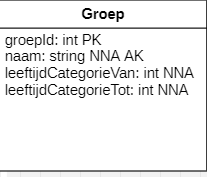 Groep
groepId: int PK
naam: string NNA AK
leeftijdCategorieVan: int NNA
leeftijdCategorieTot: int NNA